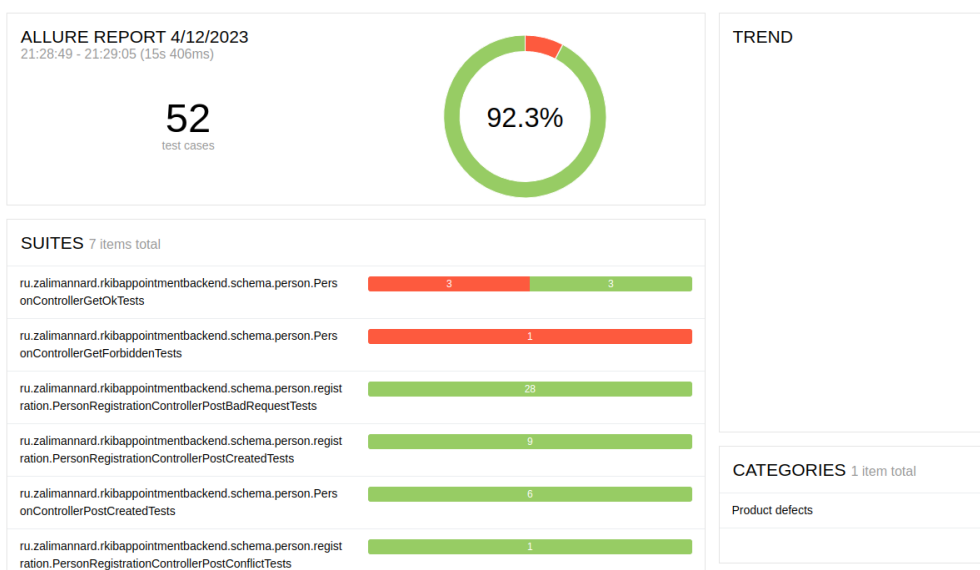 ALLURE REPORT 4/12/2023
21:28:49 - 21:29:05 (15s 406ms)
52
test cases
92.3%
SUITES 7 items total
ru.zalimannard.rkibappointmentbackend.schema.person.Pers
onControllerGetOkTests
3 3
ru.zalimannard.rkibappointmentbackend.schema.person.Pers
onControllerGetForbiddenTests
1
ru.zalimannard.rkibappointmentbackend.schema.person.regist
ration.PersonRegistrationControllerPostBadRequestTests
28
ru.zalimannard.rkibappointmentbackend.schema.person.regist
ration.PersonRegistrationControllerPostCreatedTests
9
ru.zalimannard.rkibappointmentbackend.schema.person.Pers
onControllerPostCreatedTests
6
ru.zalimannard.rkibappointmentbackend.schema.person.regist
ration.PersonRegistrationControllerPostConflictTests
1
TREND
CATEGORIES 1 item total
Product defects